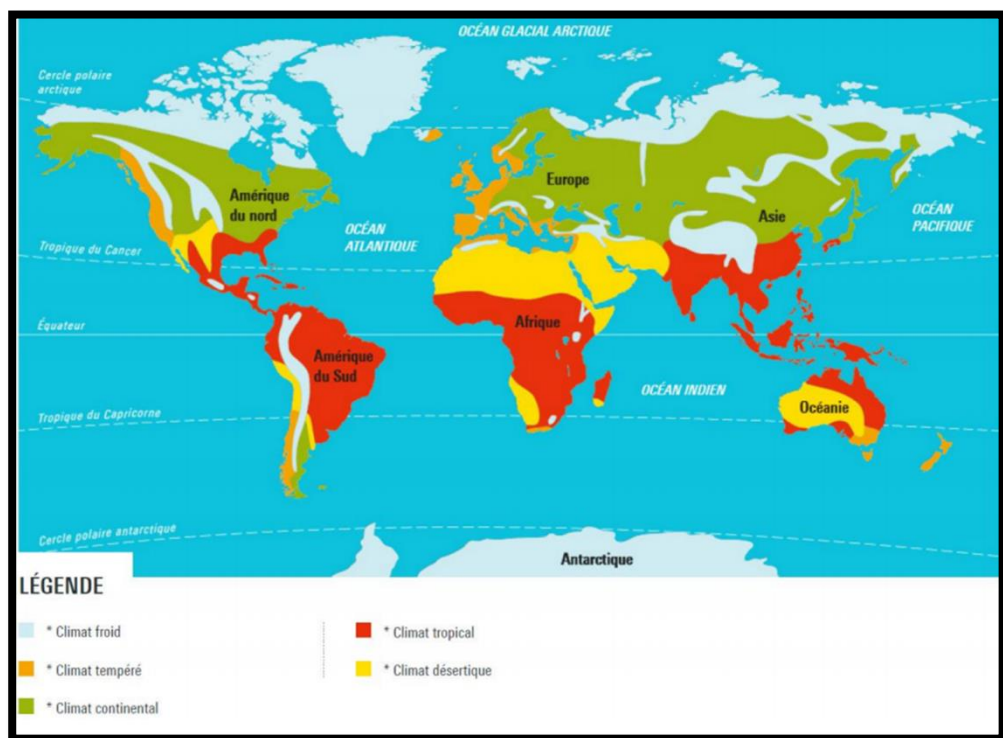 OCÉAN GLACIAL ARCTIQUE
Cercle polaire
arctique
Amérique
du nord
Europe
Asie
OCÉAN
ATLANTIQUE
OCÉAN
PACIFIQUE
Tropique du Cancer
Équateur
Afrique
Amérique
du Sud
OCÉAN INDIEN
Océanie
Tropique du Capricorne
Cercle polaire antarctique
Antarctique
LÉGENDE
* Climat froid
* Climat tempéré
* Climat continental
* Climat tropical
* Climat désertique